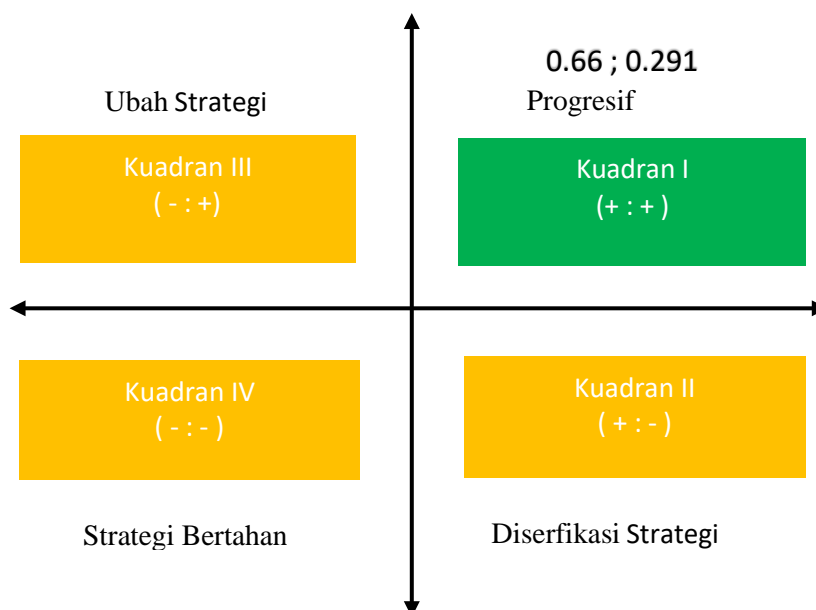 0.66 ; 0.291
Ubah Strategi
Progresif
Kuadran III
( - : +)
Kuadran I
(+ : + )
Kuadran IV
( - : - )
Kuadran II
( + : - )
Strategi Bertahan
Diserfikasi Strategi